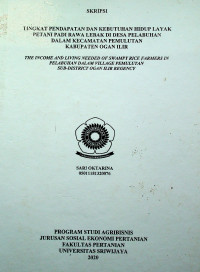 SKRIPSI
TINGKAT PENDAPATAN DAN KEBUTUHAN HIDUP LAYAK
PETANI PADI RAWA LEBAK DI DESA PELABUHAN
DALAM KECAMATAN PEMULUTAN
KABUPATEN OGAN ILIR
THE INCOME AND LIVING NEEDED OF SWAMPY RICE FARMERS IN
PELABUHAN DALAM VILLAGE PEMULUTAN
SUB-DISTRICT OGAN ILIR REGENCY
SARI OKTARINA
05011181320076
PROGRAM STUDI AGRIBISNIS
JURUSAN SOSIAL EKONOMI PERTANIAN
FAKULTAS PERTANIAN
UNIVERSITAS SRIWIJAYA
2020